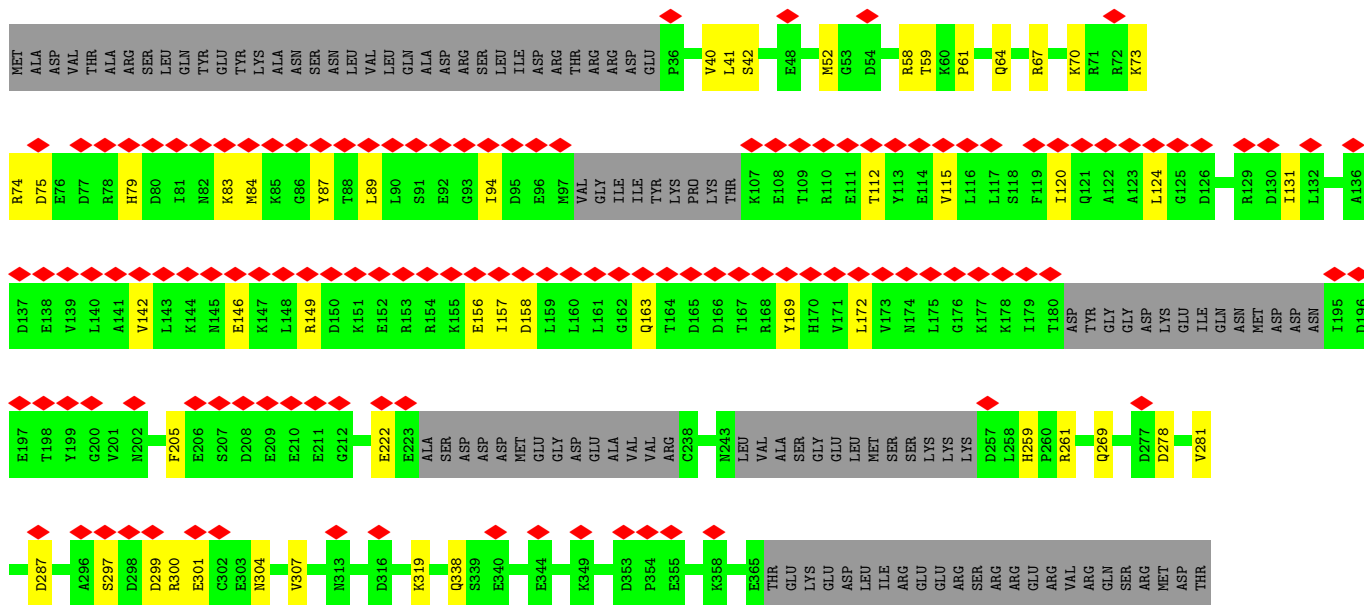 MET ALA ASP VAL THR ALA ARG SER LEU GLN TYR GLU TYR LYS ALA ASN SER ASN LEU VAL LEU GLN ALA ASP ARG SER LEU ILE ASP ARG THR ARG ARG ASP GLU P36 V40 L41 S42 E48 M52 G53 D54 R58 T59 K60 P61 Q64 R67 K70 R71 R72 K73
R74 D75 E76 D77 R78 H79 D80 I81 N82 K83 M84 K85 G86 Y87 T88 L89 L90 S91 E92 G93 I94 D95 E96 M97 VAL GLY ILE ILE TYR LYS PRO LYS THR K107 E108 T109 R110 E111 T112 Y113 E114 V115 L116 L117 S118 F119 I120 Q121 A122 A123 L124 G125 D126 R129 D130 I131 L132 A136
D137 E138 V139 L140 A141 V142 L143 K144 N145 E146 K147 L148 R149 D150 K151 E152 R153 R154 K155 E156 I157 D158 L159 L160 L161 G162 Q163 T164 D165 D166 T167 R168 Y169 H170 V171 L172 V173 N174 L175 G176 K177 K178 I179 T180 ASP TYR GLY GLY ASP LYS GLU ILE GLN ASN MET ASP ASP ASN I195 D196
E197 T198 Y199 G200 V201 N202 F205 E206 S207 D208 E209 E210 E211 G212 E222 E223 ALA SER ASP ASP ASP MET GLU GLY ASP GLU ALA VAL VAL ARG C238 N243 LEU VAL ALA SER GLY GLU LEU MET SER SER LYS LYS LYS D257 L258 H259 P260 R261 Q269 D277 D278 V281
D287 A296 S297 D298 D299 R300 E301 C302 E303 N304 V307 N313 D316 K319 Q338 S339 E340 E344 K349 D353 P354 E355 K358 E365 THR GLU LYS GLU ASP LEU ILE ARG GLU GLU ARG SER ARG ARG GLU ARG VAL ARG GLN SER ARG MET ASP THR